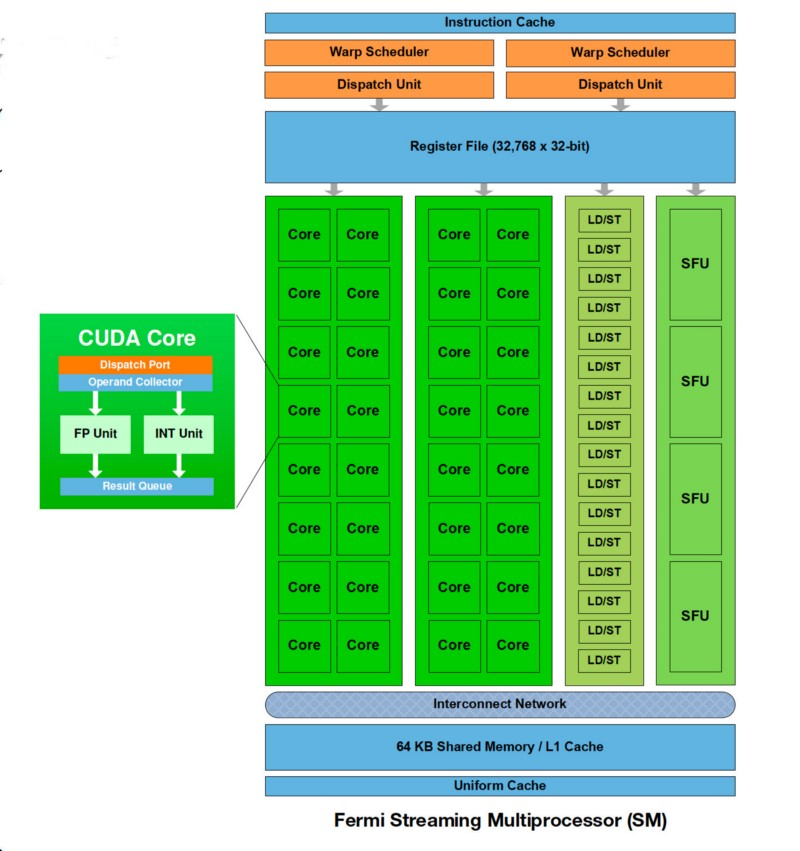 Instruction Cache
Warp Scheduler Warp Scheduler
Dispatch Unit Dispatch Unit
Register File (32,768 x 32-bit)
Core Core Core Core LD/ST LD/ST SFU
Core Core Core Core LD/ST LD/ST
Core Core Core Core LD/ST LD/ST SFU
Core Core Core Core LD/ST LD/ST
Core Core Core Core LD/ST LD/ST SFU
Core Core Core Core LD/ST LD/ST
Core Core Core Core LD/ST LD/ST SFU
Core Core Core Core LD/ST LD/ST
CUDA Core
Dispatch Port
Operand Collector
FP Unit INT Unit
Result Queue
Interconnect Network
64 KB Shared Memory / L1 Cache
Uniform Cache
Fermi Streaming Multiprocessor (SM)